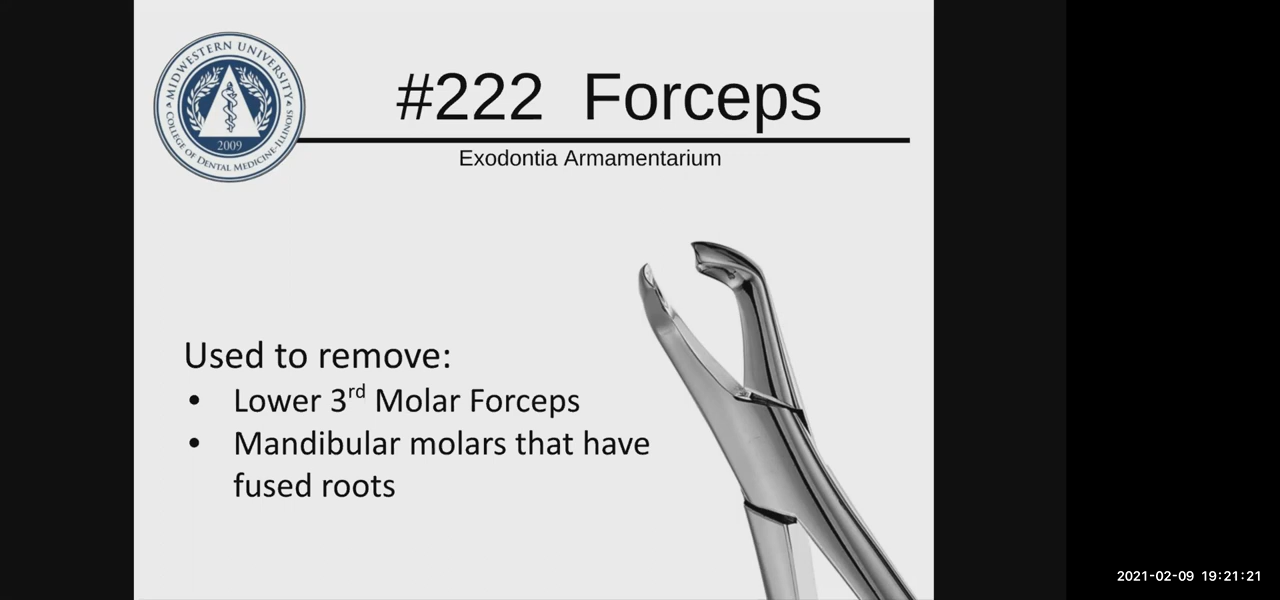 MIDWESTERN UNIVERSITY
COLLEGE OF DENTAL MEDICINE-ILLINOIS
2009
#222 Forceps
Exodontia Armamentarium
Used to remove:
• Lower 3rd Molar Forceps
• Mandibular molars that have
fused roots
2021-02-09 19:21:21